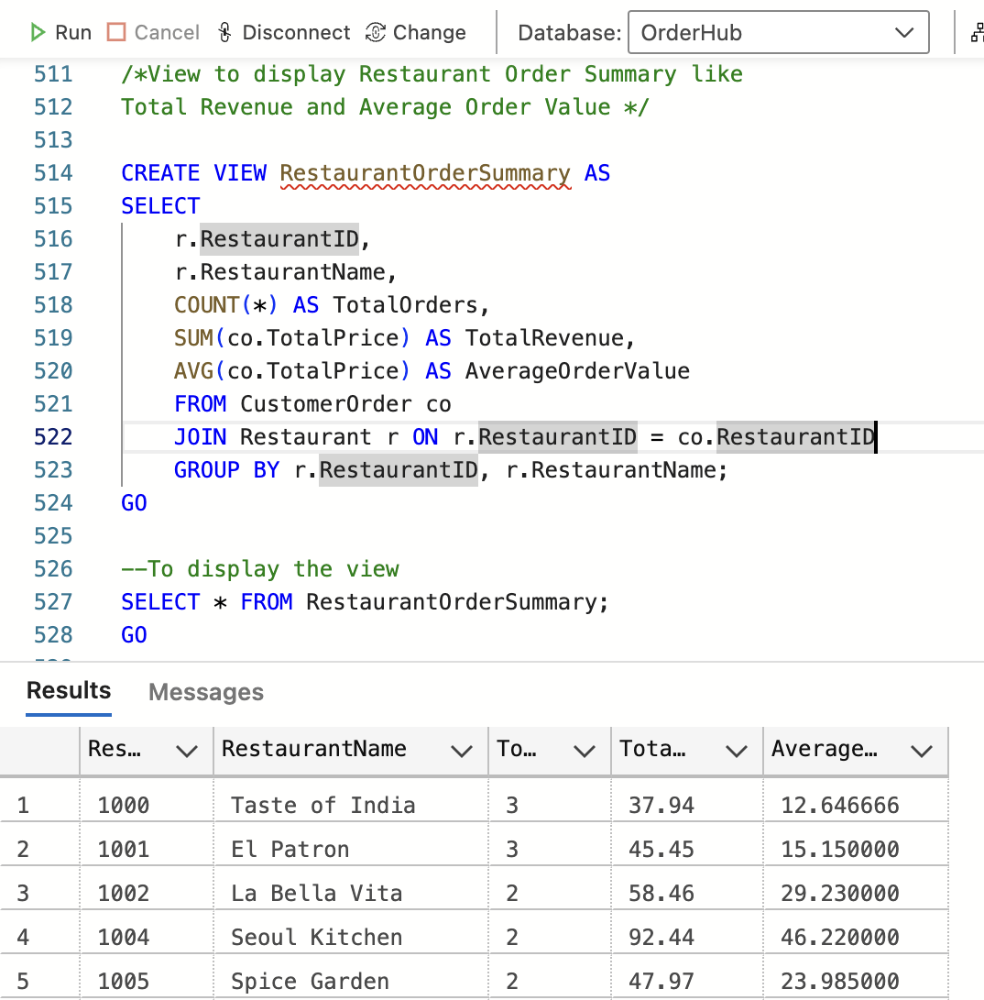 Run Cancel Disconnect Change Database: OrderHub
511 /*View to display Restaurant Order Summary like
512 Total Revenue and Average Order Value */
513
514 CREATE VIEW RestaurantOrderSummary AS
515 SELECT
516 r.RestaurantID,
517 r.RestaurantName,
518 COUNT(*) AS TotalOrders,
519 SUM(co.TotalPrice) AS TotalRevenue,
520 AVG(co.TotalPrice) AS AverageOrderValue
521 FROM CustomerOrder co
522 JOIN Restaurant r ON r.RestaurantID = co.RestaurantID
523 GROUP BY r.RestaurantID, r.RestaurantName;
524 GO
525
526 --To display the view
527 SELECT * FROM RestaurantOrderSummary;
528 GO
Results Messages
Res… RestaurantName To… Tota… Average…
1 1000 Taste of India 3 37.94 12.646666
2 1001 El Patron 3 45.45 15.150000
3 1002 La Bella Vita 2 58.46 29.230000
4 1004 Seoul Kitchen 2 92.44 46.220000
5 1005 Spice Garden 2 47.97 23.985000